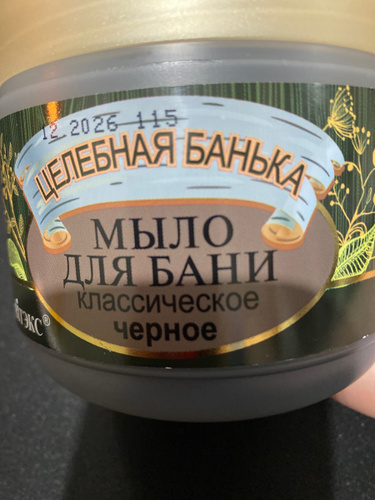 12 2026 115
ЦЕЛЕБНАЯ БАНЬКА
МЫЛО
ДЛЯ БАНИ
классическое
черное